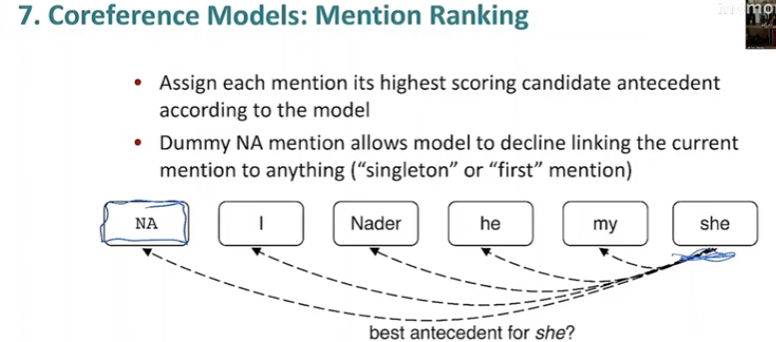 7. Coreference Models: Mention Ranking
• Assign each mention its highest scoring candidate antecedent
according to the model
• Dummy NA mention allows model to decline linking the current
mention to anything (“singleton” or “first” mention)
NA I Nader he my she
best antecedent for she?